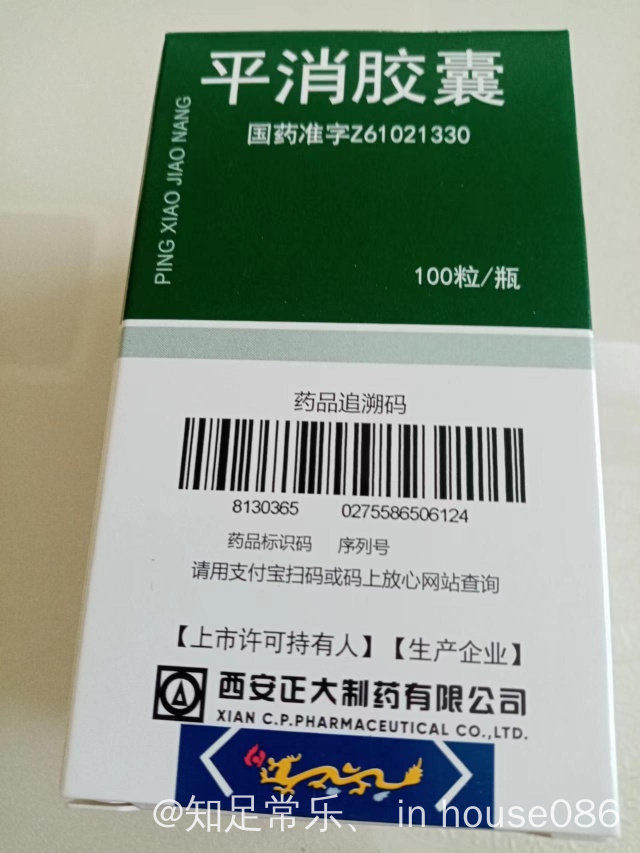 平消胶囊
国药准字Z61021330
PING XIAO JIAO NANG
100粒/瓶
药品追溯码
8130365 0275586506124
药品标识码 序列号
请用支付宝扫码或码上放心网站查询
【上市许可持有人】【生产企业】
西安正大制药有限公司
XIAN C.P.PHARMACEUTICAL CO.,LTD.
@知足常乐、 in house086